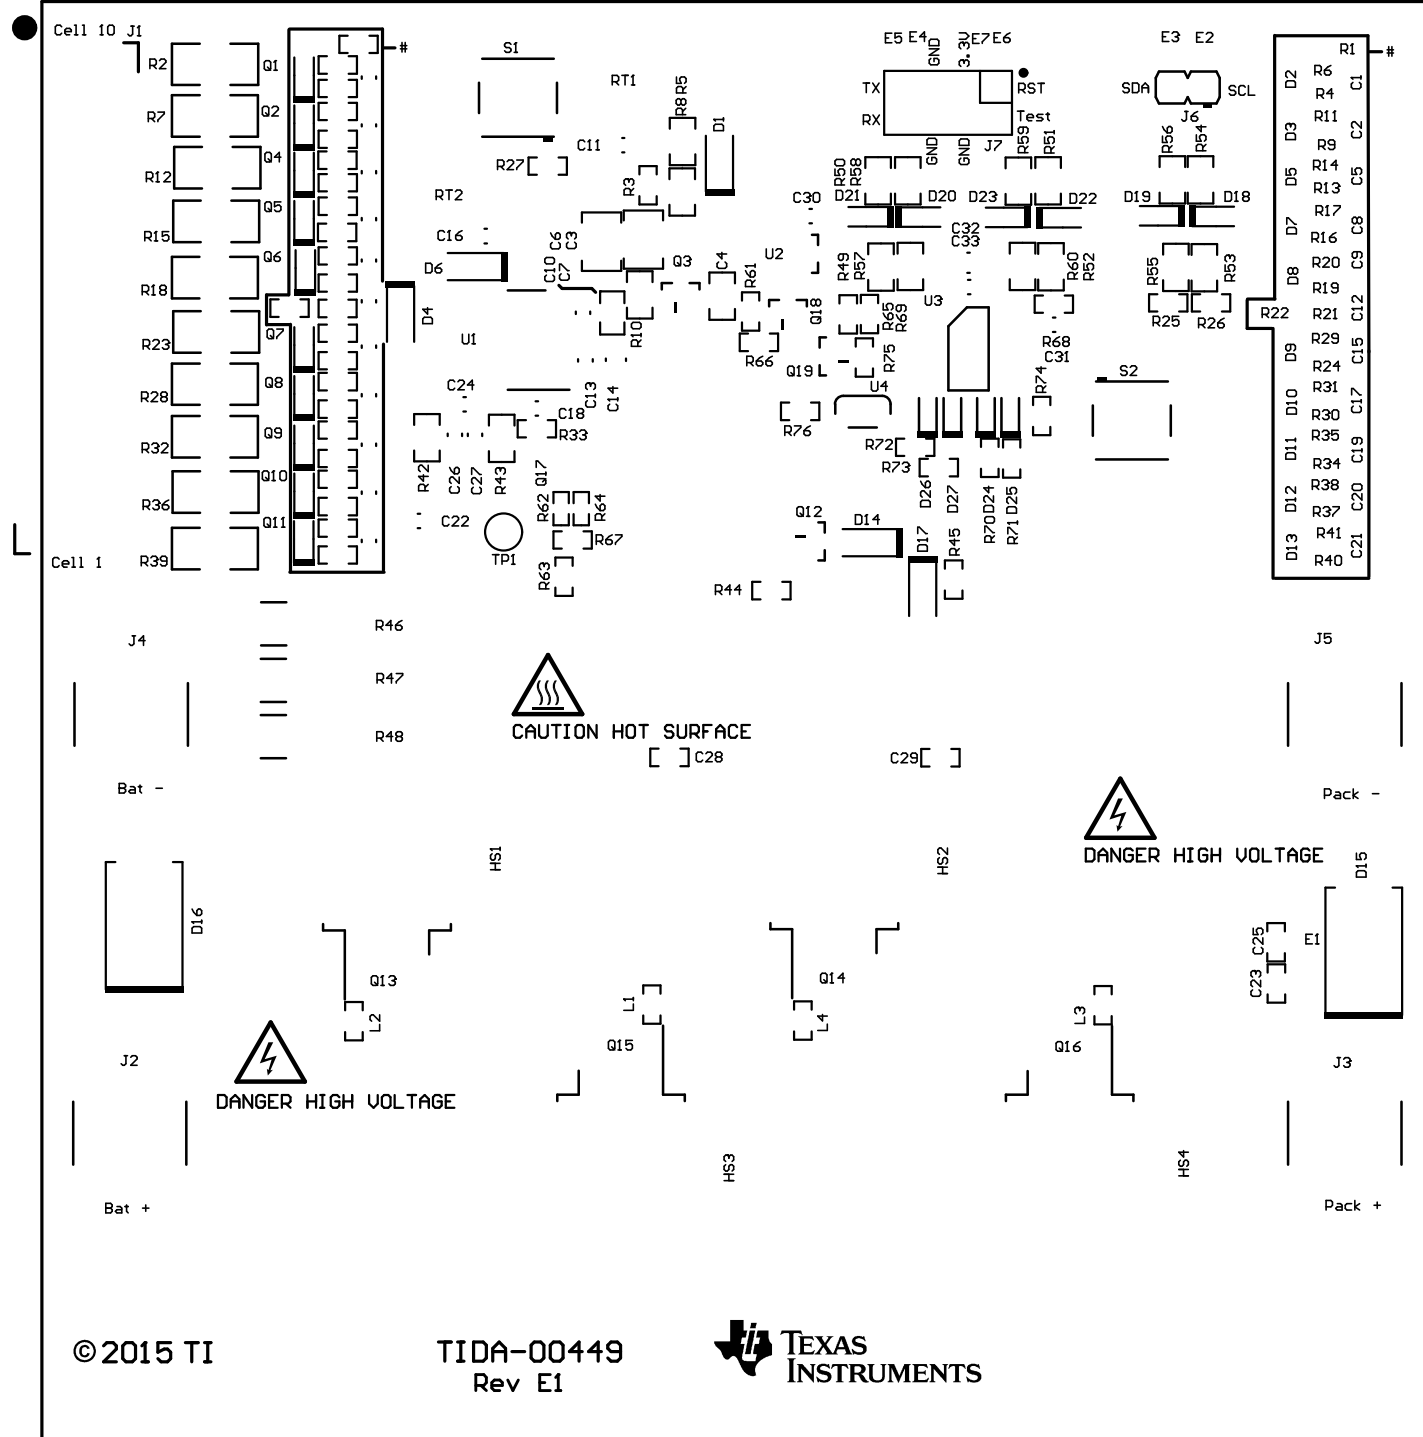 Cell 10 J1
#
S1
E5 E4
GND
3.3V
E7 E6
E3 E2
R1 #
R2 Q1
RT1
R8 R5
TX
RST
SDA
SCL
D2 R6 C1
R4
R7 Q2
D1
RX
Test
J6
R11
D3 C2
R9
C11
GND GND
J7
R59 R51
R56 R54
R12 Q4
R27
R3
R50 R58
R14
D5 C5
R13
RT2
D21 D20 D23 D22
D19 D18
C30
R15 Q5
R17
D7 C8
R16
C16
C6 C3
C32
C33
U2
R18 Q6
D6
C10 C7
Q3
C4
R61
R49 R57
R60 R52
R55 R53
R20 C9
D8
R19
R23 Q7
D4
U1
R10
Q18
R65 R69
U3
R68
C31
R25 R26
R22 R21 C12
R66
Q19
R75
R29
D9 C15
R24
R28 Q8
C24
C13 C14
U4
R74
S2
R31
D10 C17
R30
C18
R33
R76
R32 Q9
R42
C26 C27 R43
Q17
R72
R73
R35
D11 C19
R34
R36 Q10
D26 D27 D24 D25
R70 R71
R38
D12 C20
R37
Q11
C22
TP1
R62 R64
R67
R63
Q12
D14
D17
R45
R41
D13 C21
R40
Cell 1 R39
R44
J4
R46
J5
R47
R48
CAUTION HOT SURFACE
C28 C29
Bat -
Pack -
DANGER HIGH VOLTAGE
HS1 HS2
D15
D16
C25
E1
C23
Q13
Q14
L2
L1
L4
L3
Q15
Q16
J2
J3
DANGER HIGH VOLTAGE
HS3
HS4
Bat +
Pack +
©2015 TI
TIDA-00449
Rev E1
TEXAS
INSTRUMENTS